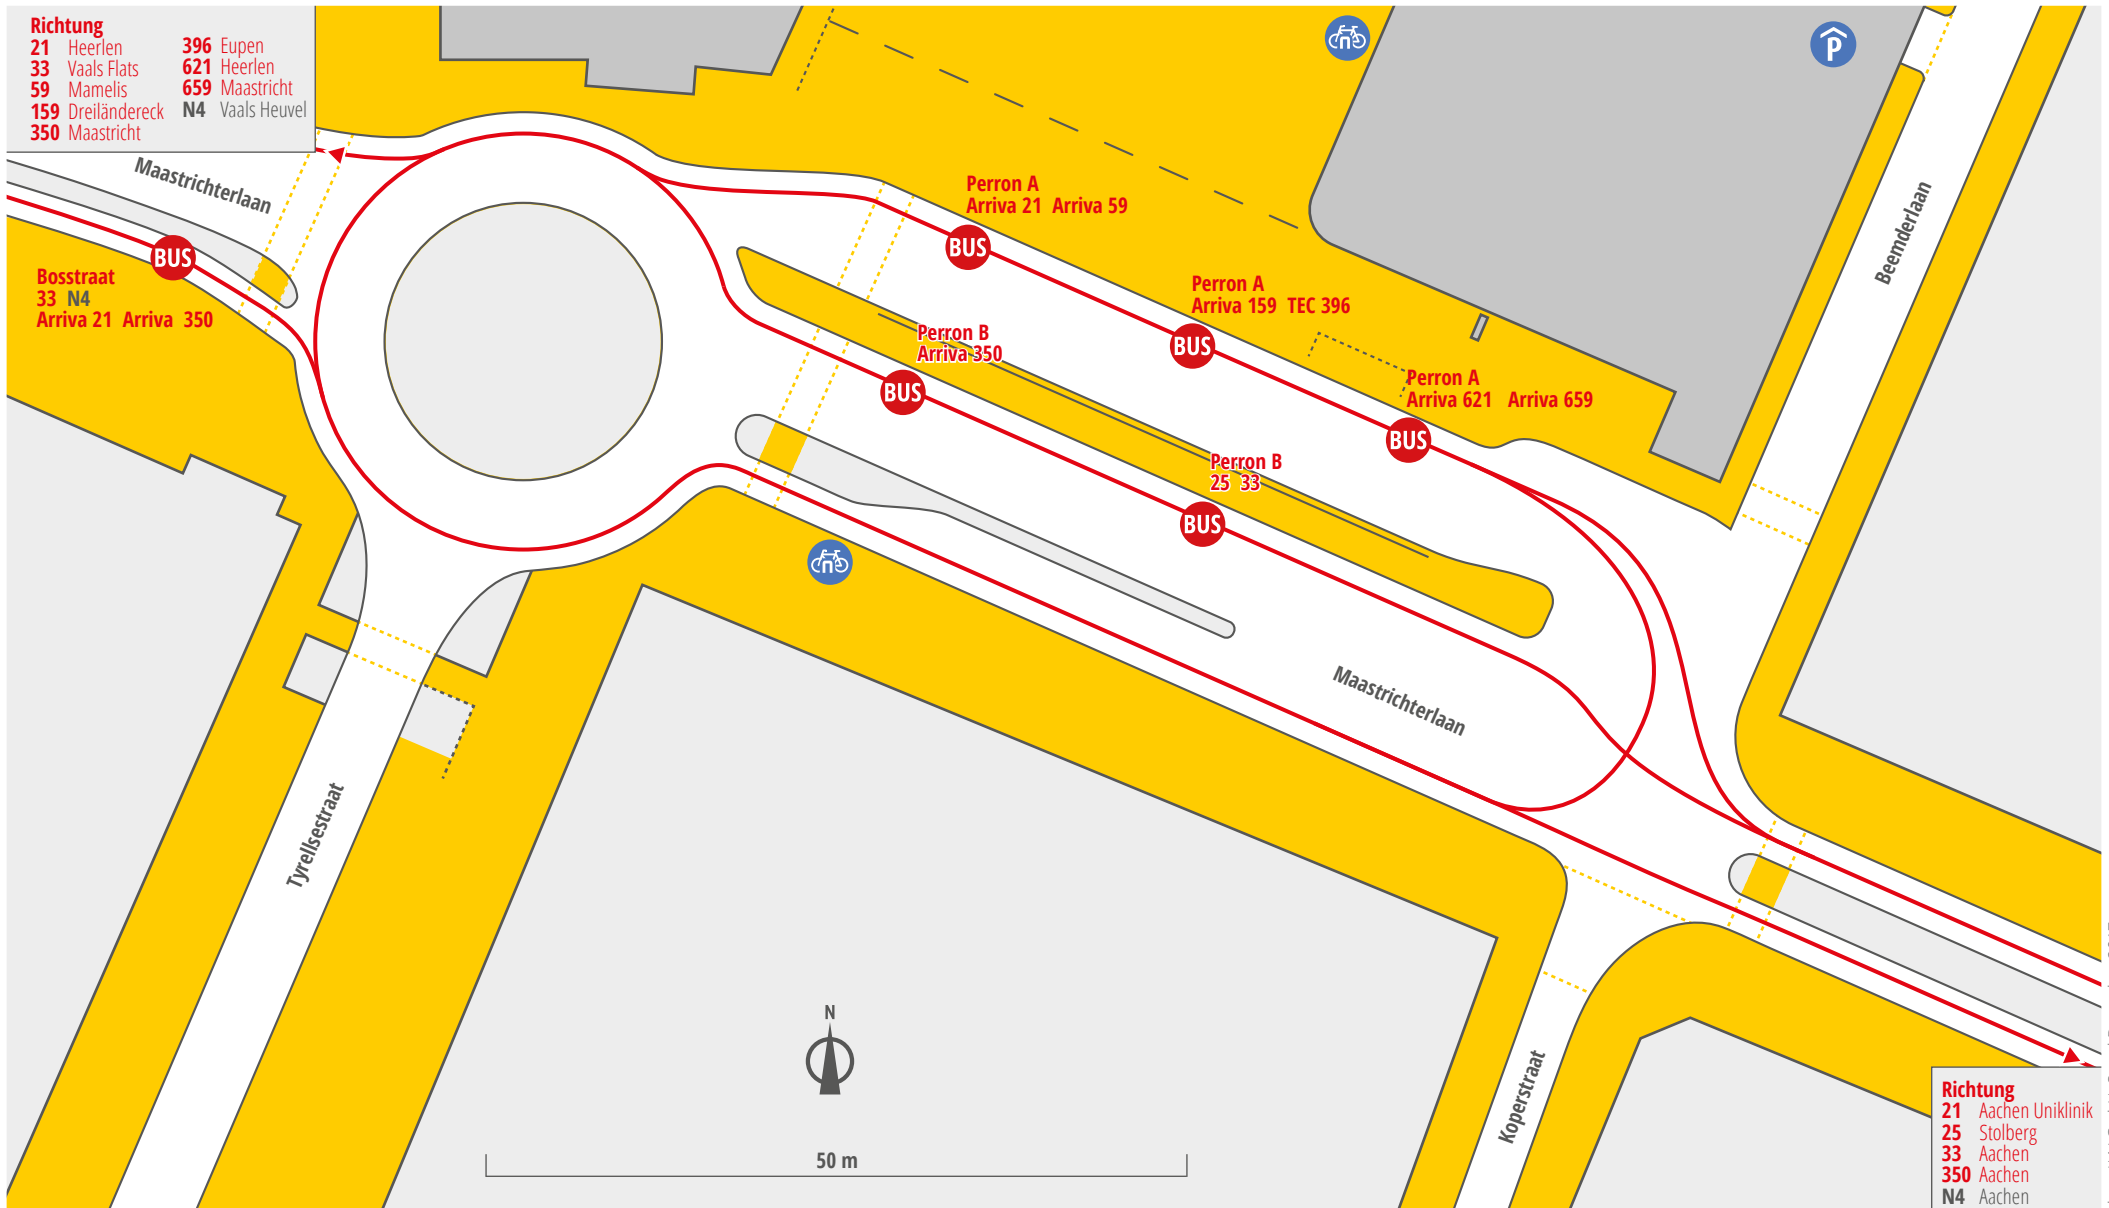 Richtung
21 Heerlen
33 Vaals Flats
59 Mamelis
159 Dreiländereck
350 Maastricht
396 Eupen
621 Heerlen
659 Maastricht
N4 Vaals Heuvel
Maastrichterlaan
BUS
Bosstraat
33 N4
Arriva 21 Arriva 350
Perron A
Arriva 21 Arriva 59
BUS
Perron A
Arriva 159 TEC 396
BUS
Perron A
Arriva 621 Arriva 659
BUS
Perron B
Arriva 350
BUS
Perron B
25 33
BUS
P
Beemderlaan
Maastrichterlaan
Tyrellsestraat
Koperstraat
N
50 m
Richtung
21 Aachen Uniklinik
25 Stolberg
33 Aachen
350 Aachen
N4 Aachen